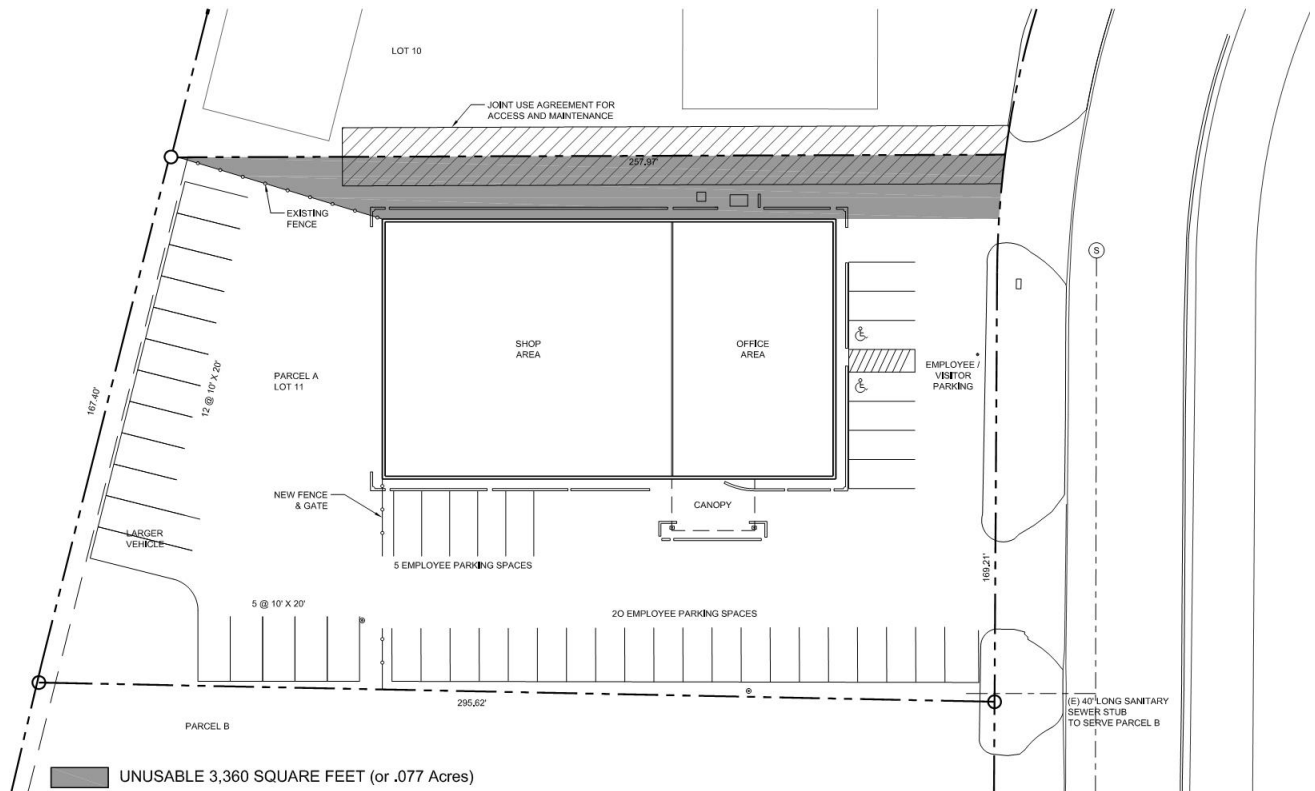 LOT 10
JOINT USE AGREEMENT FOR
ACCESS AND MAINTENANCE
257.97'
EXISTING
FENCE
S
SHOP
AREA
OFFICE
AREA
EMPLOYEE /
VISITOR
PARKING
PARCEL A
LOT 11
167.40'
12 @ 10' X 20'
NEW FENCE
& GATE
CANOPY
LARGER
VEHICLE
5 EMPLOYEE PARKING SPACES
169.21'
5 @ 10' X 20'
2O EMPLOYEE PARKING SPACES
295.62'
(E) 40' LONG SANITARY
SEWER STUB
TO SERVE PARCEL B
PARCEL B
UNUSABLE 3,360 SQUARE FEET (or .077 Acres)